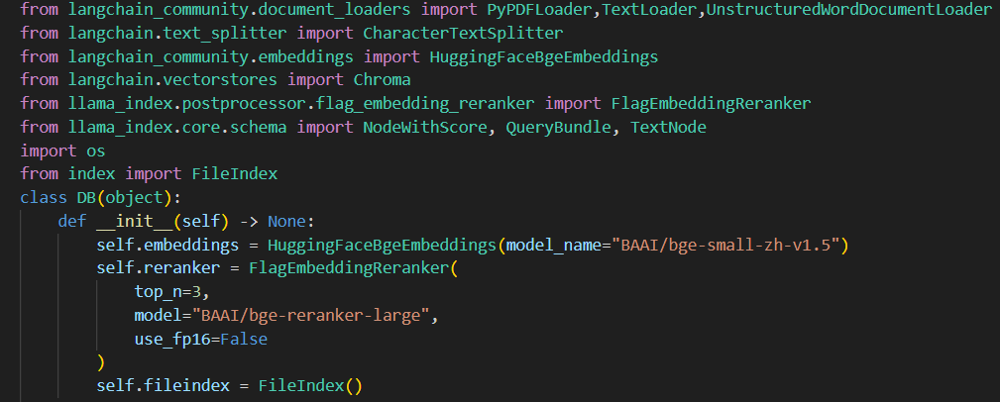 from langchain_community.document_loaders import PyPDFLoader,TextLoader,UnstructuredWordDocumentLoader
from langchain.text_splitter import CharacterTextSplitter
from langchain_community.embeddings import HuggingFaceBgeEmbeddings
from langchain.vectorstores import Chroma
from llama_index.postprocessor.flag_embedding_reranker import FlagEmbeddingReranker
from llama_index.core.schema import NodeWithScore, QueryBundle, TextNode
import os
from index import FileIndex
class DB(object):
    def __init__(self) -> None:
        self.embeddings = HuggingFaceBgeEmbeddings(model_name="BAAI/bge-small-zh-v1.5")
        self.reranker = FlagEmbeddingReranker(
            top_n=3,
            model="BAAI/bge-reranker-large",
            use_fp16=False
        )
        self.fileindex = FileIndex()